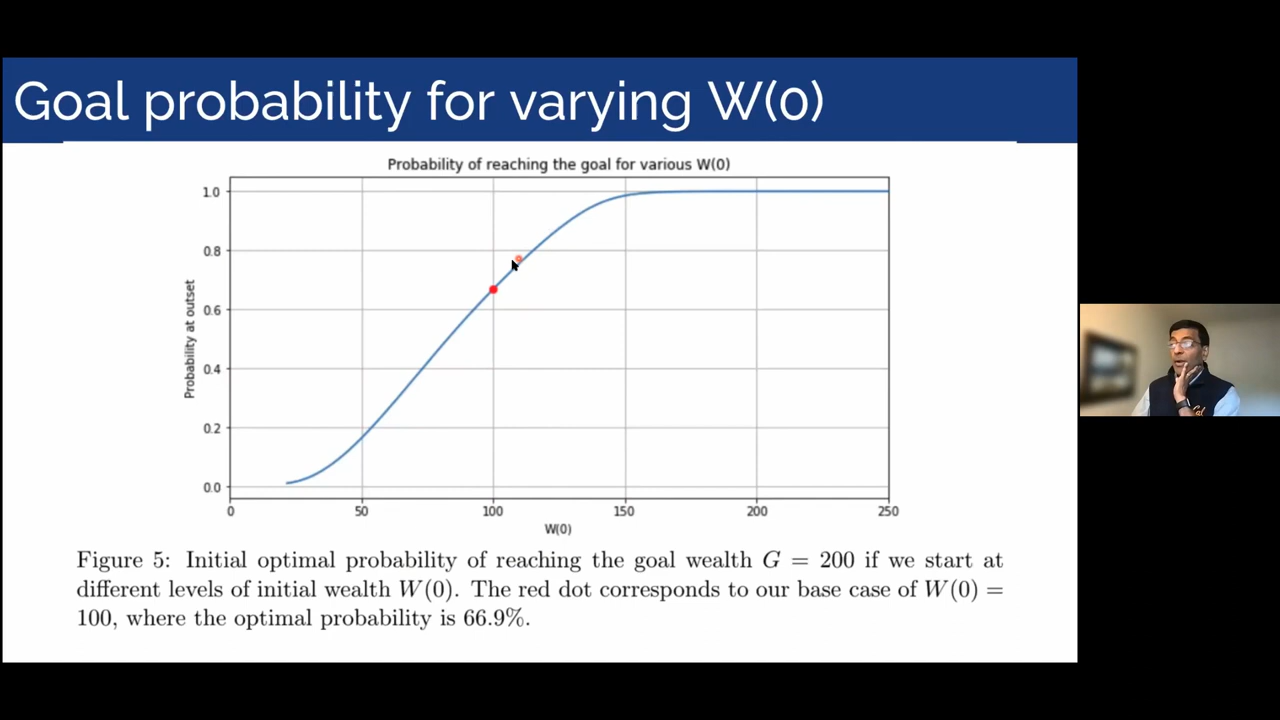 Goal probability for varying W(0)
Probability of reaching the goal for various W(0)
1.0
0.8
0.6
0.4
0.2
0.0
Probability at outset
0 50 100 150 200 250
W(0)
Figure 5: Initial optimal probability of reaching the goal wealth G = 200 if we start at
different levels of initial wealth W(0). The red dot corresponds to our base case of W(0) =
100, where the optimal probability is 66.9%.
Cal